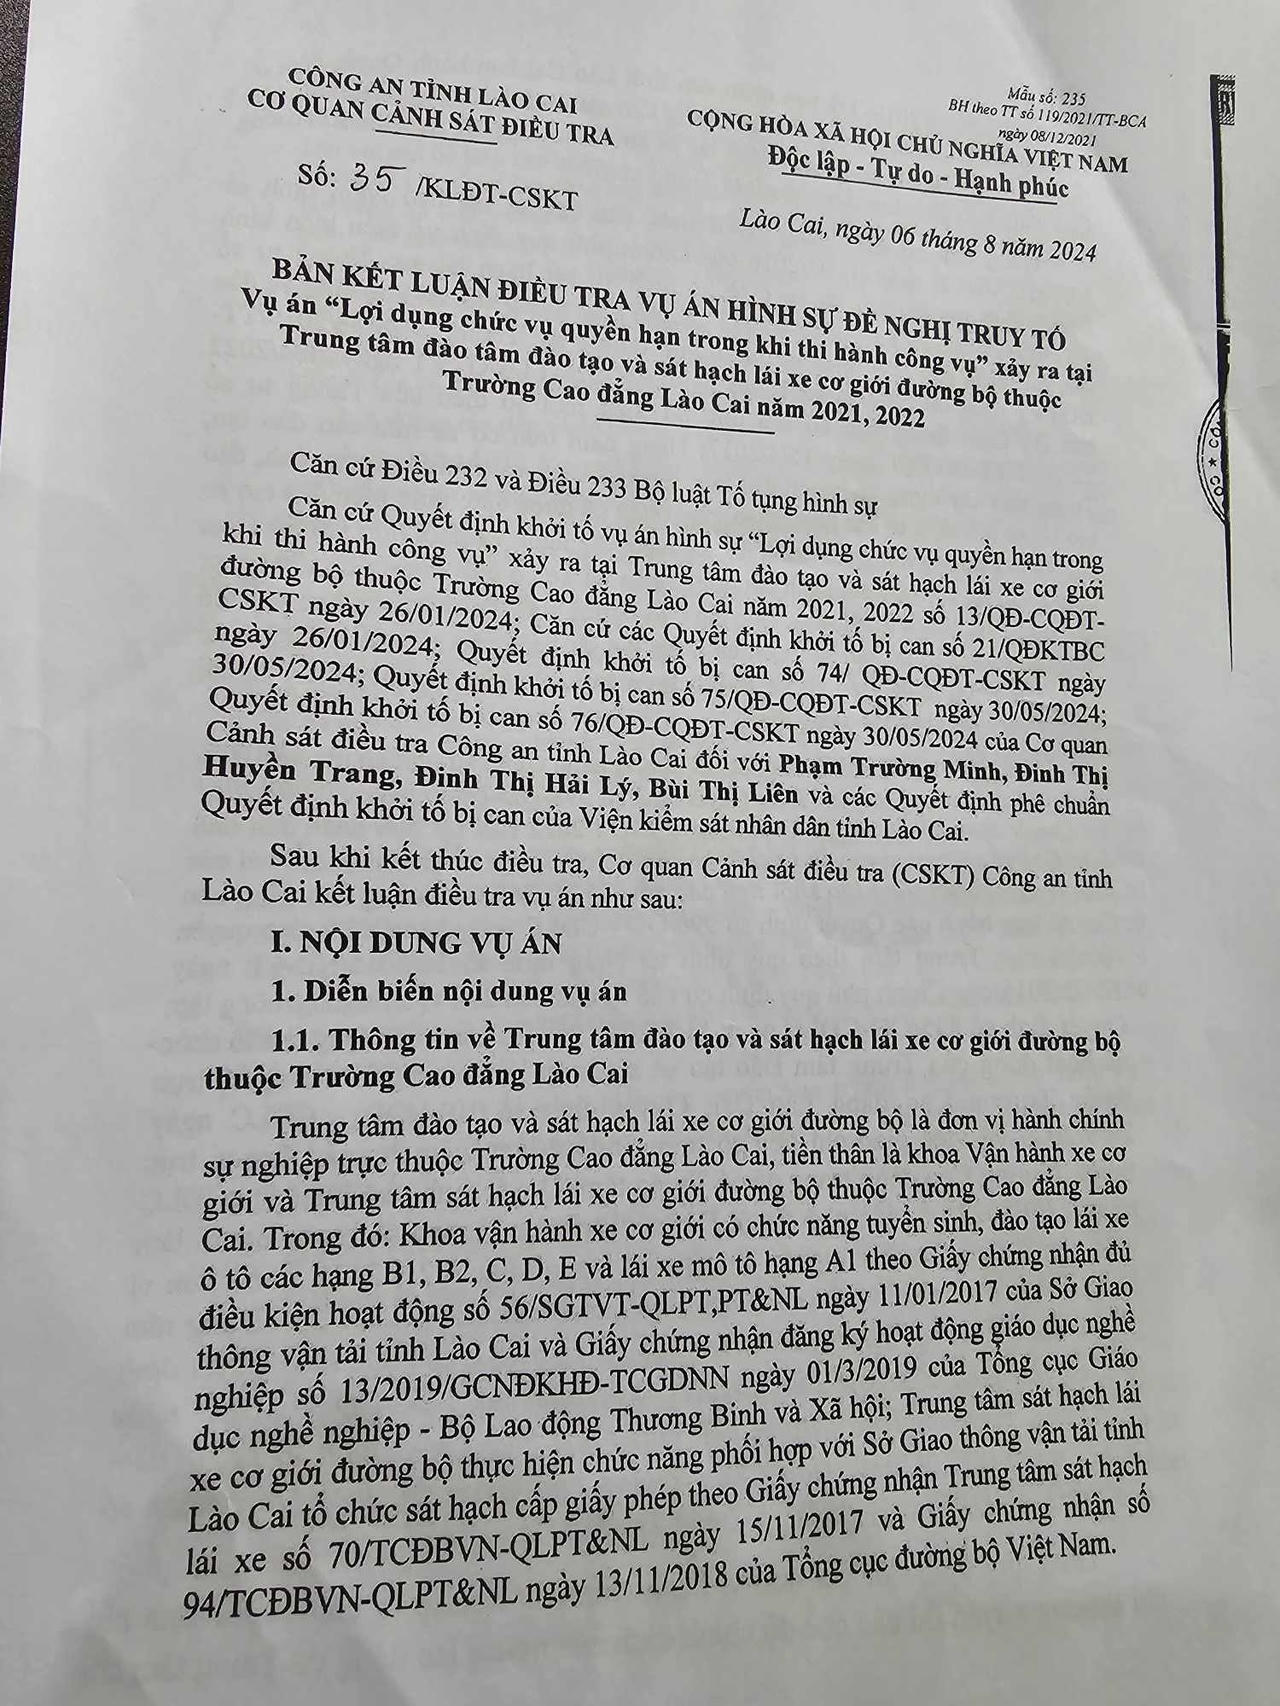 CÔNG AN TỈNH LÀO CAI
CƠ QUAN CẢNH SÁT ĐIỀU TRA
Số: 35 /KLĐT-CSKT
Mẫu số: 235
BH theo TT số 119/2021/TT-BCA
ngày 08/12/2021
CỘNG HÒA XÃ HỘI CHỦ NGHĨA VIỆT NAM
Độc lập - Tự do - Hạnh phúc
Lào Cai, ngày 06 tháng 8 năm 2024
BẢN KẾT LUẬN ĐIỀU TRA VỤ ÁN HÌNH SỰ ĐỀ NGHỊ TRUY TỐ
Vụ án “Lợi dụng chức vụ quyền hạn trong khi thi hành công vụ” xảy ra tại
Trung tâm đào tâm đào tạo và sát hạch lái xe cơ giới đường bộ thuộc
Trường Cao đẳng Lào Cai năm 2021, 2022
Căn cứ Điều 232 và Điều 233 Bộ luật Tố tụng hình sự
Căn cứ Quyết định khởi tố vụ án hình sự “Lợi dụng chức vụ quyền hạn trong
khi thi hành công vụ” xảy ra tại Trung tâm đào tạo và sát hạch lái xe cơ giới
đường bộ thuộc Trường Cao đẳng Lào Cai năm 2021, 2022 số 13/QĐ-CQĐT-
CSKT ngày 26/01/2024; Căn cứ các Quyết định khởi tố bị can số 21/QĐKTBC
ngày 26/01/2024; Quyết định khởi tố bị can số 74/ QĐ-CQĐT-CSKT ngày
30/05/2024; Quyết định khởi tố bị can số 75/QĐ-CQĐT-CSKT ngày 30/05/2024;
Quyết định khởi tố bị can số 76/QĐ-CQĐT-CSKT ngày 30/05/2024 của Cơ quan
Cảnh sát điều tra Công an tỉnh Lào Cai đối với Phạm Trường Minh, Đinh Thị
Huyền Trang, Đinh Thị Hải Lý, Bùi Thị Liên và các Quyết định phê chuẩn
Quyết định khởi tố bị can của Viện kiểm sát nhân dân tỉnh Lào Cai.
Sau khi kết thúc điều tra, Cơ quan Cảnh sát điều tra (CSKT) Công an tỉnh
Lào Cai kết luận điều tra vụ án như sau:
I. NỘI DUNG VỤ ÁN
1. Diễn biến nội dung vụ án
1.1. Thông tin về Trung tâm đào tạo và sát hạch lái xe cơ giới đường bộ
thuộc Trường Cao đẳng Lào Cai
Trung tâm đào tạo và sát hạch lái xe cơ giới đường bộ là đơn vị hành chính
sự nghiệp trực thuộc Trường Cao đẳng Lào Cai, tiền thân là khoa Vận hành xe cơ
giới và Trung tâm sát hạch lái xe cơ giới đường bộ thuộc Trường Cao đẳng Lào
Cai. Trong đó: Khoa vận hành xe cơ giới có chức năng tuyển sinh, đào tạo lái xe
ô tô các hạng B1, B2, C, D, E và lái xe mô tô hạng A1 theo Giấy chứng nhận đủ
điều kiện hoạt động số 56/SGTVT-QLPT,PT&NL ngày 11/01/2017 của Sở Giao
thông vận tải tỉnh Lào Cai và Giấy chứng nhận đăng ký hoạt động giáo dục nghề
nghiệp số 13/2019/GCNĐKHĐ-TCGDNN ngày 01/3/2019 của Tổng cục Giáo
dục nghề nghiệp - Bộ Lao động Thương Binh và Xã hội; Trung tâm sát hạch lái
xe cơ giới đường bộ thực hiện chức năng phối hợp với Sở Giao thông vận tải tỉnh
Lào Cai tổ chức sát hạch cấp giấy phép theo Giấy chứng nhận Trung tâm sát hạch
lái xe số 70/TCĐBVN-QLPT&NL ngày 15/11/2017 và Giấy chứng nhận số
94/TCĐBVN-QLPT&NL ngày 13/11/2018 của Tổng cục đường bộ Việt Nam.